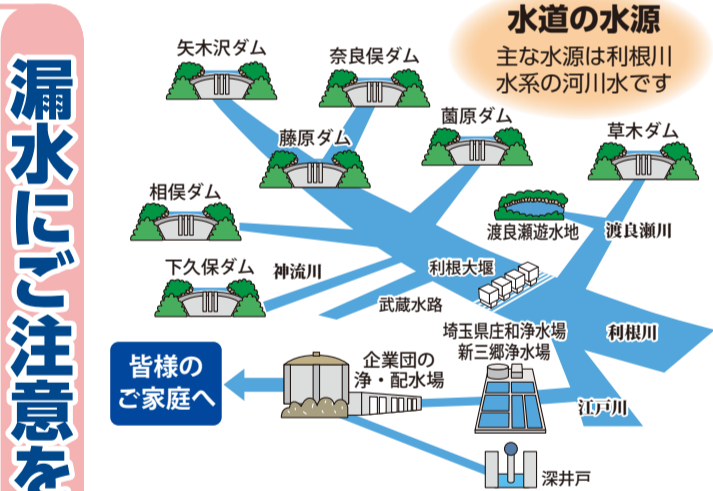 漏水にご注意を
水道の水源
主な水源は利根川
水系の河川水です
矢木沢ダム
奈良俣ダム
藤原ダム
薗原ダム
草木ダム
相俣ダム
渡良瀬遊水地
渡良瀬川
下久保ダム
神流川
利根大堰
武蔵水路
埼玉県庄和浄水場
新三郷浄水場
利根川
皆様の
ご家庭へ
企業団の
浄・配水場
江戸川
深井戸